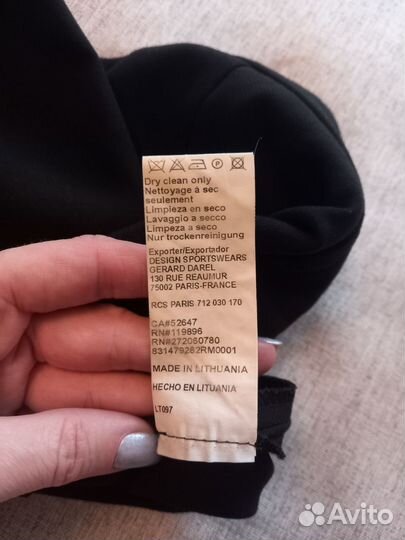 Dry clean only
Nettoyage à sec
seulement
Limpieza en seco
Lavaggio a secco
Limpeza a seco
Nur trockenreinigung
Exporter/Exportador
DESIGN SPORTSWEARS
GERARD DAREL
130 RUE REAUMUR
75002 PARIS-FRANCE
RCS PARIS 712 030 170
CA#52647
RN#119896
RN#272060780
831479282RM0001
MADE IN LITHUANIA
HECHO EN LITUANIA
LT097
Avito